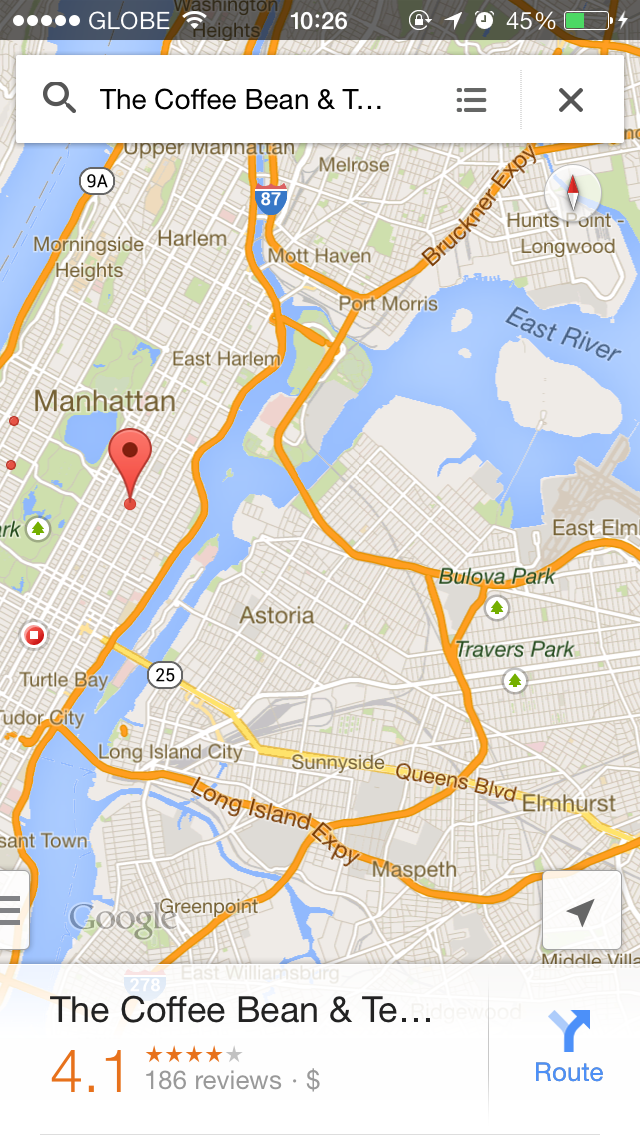 GLOBE 10:26 45%
Washington
Heights
The Coffee Bean & T...
Upper Manhattan
Melrose
9A
87
Bruckner Expy
Hunts Point -
Longwood
Morningside
Heights
Harlem
Mott Haven
Port Morris
East River
East Harlem
Manhattan
East Elm
Bulova Park
Astoria
Travers Park
25
Turtle Bay
Tudor City
Long Island City
Sunnyside
Queens Blvd
Elmhurst
Long Island Expy
sant Town
Maspeth
Google
Greenpoint
Middle Villa
East Williamsburg
278
Ridgewood
The Coffee Bean & Te...
4.1
186 reviews · $
Route